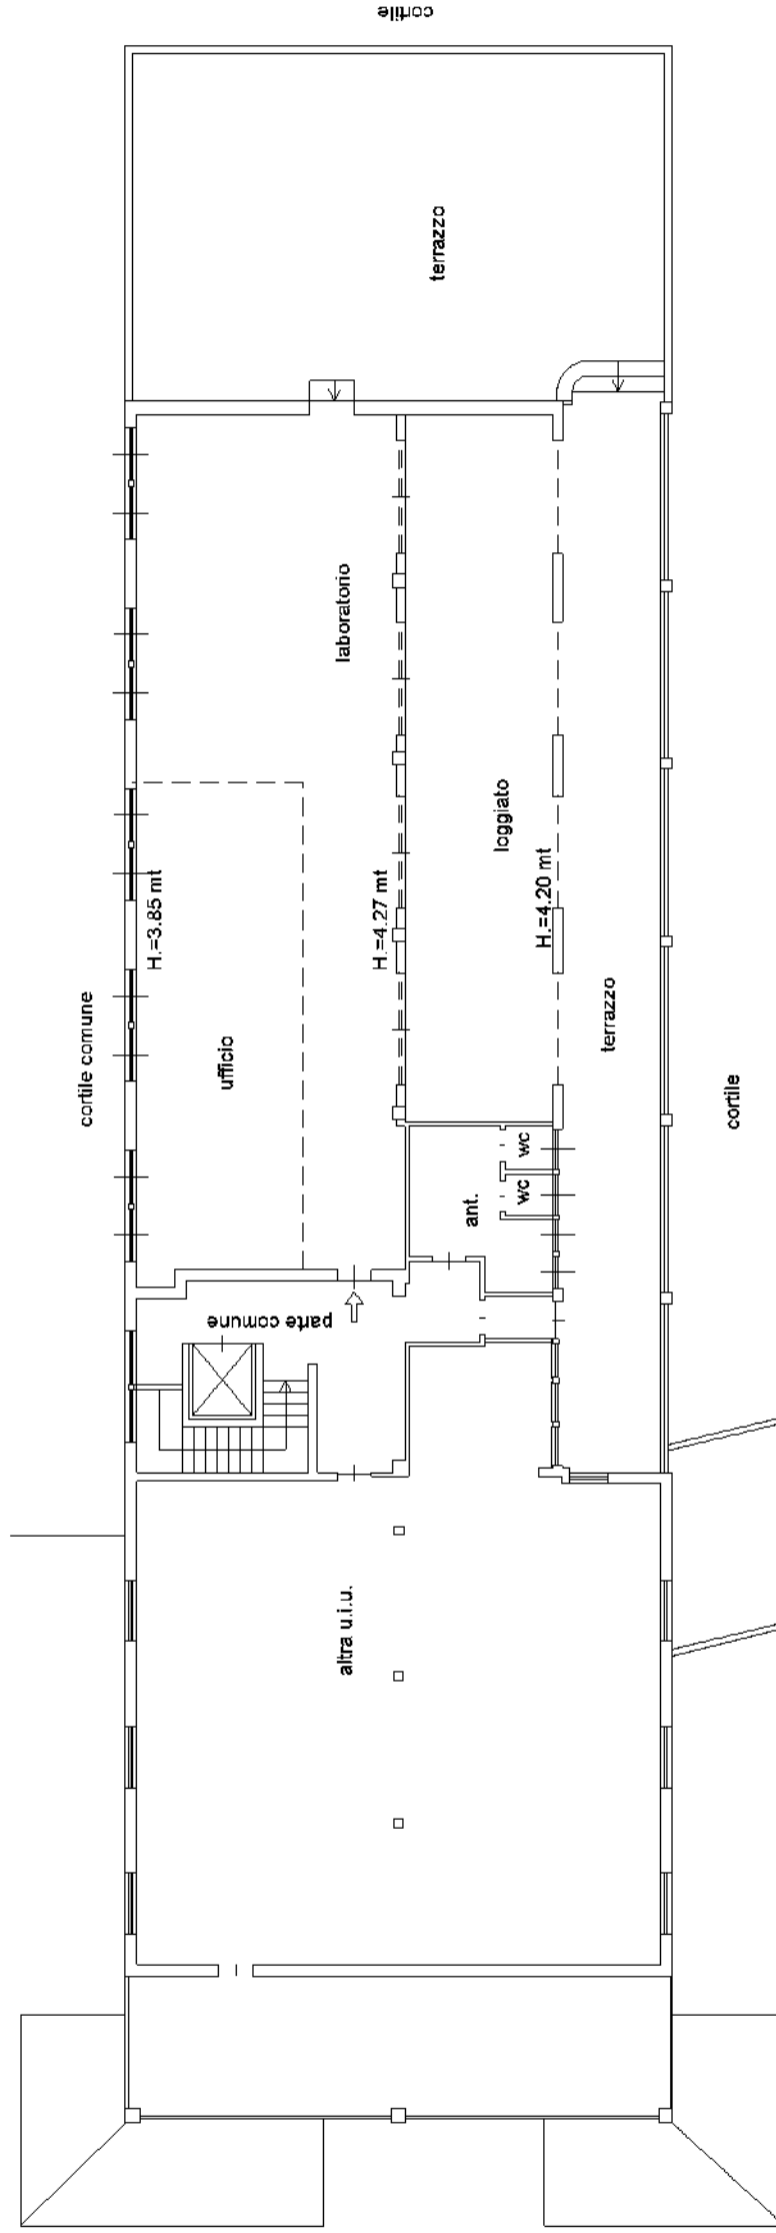 cortile
terrazzo
laboratorio
loggiato
H.=3.85 mt
H.=4.27 mt
H.=4.20 mt
cortile comune
ufficio
terrazzo
cortile
wc
wc
ant.
parte comune
altra u.i.u.